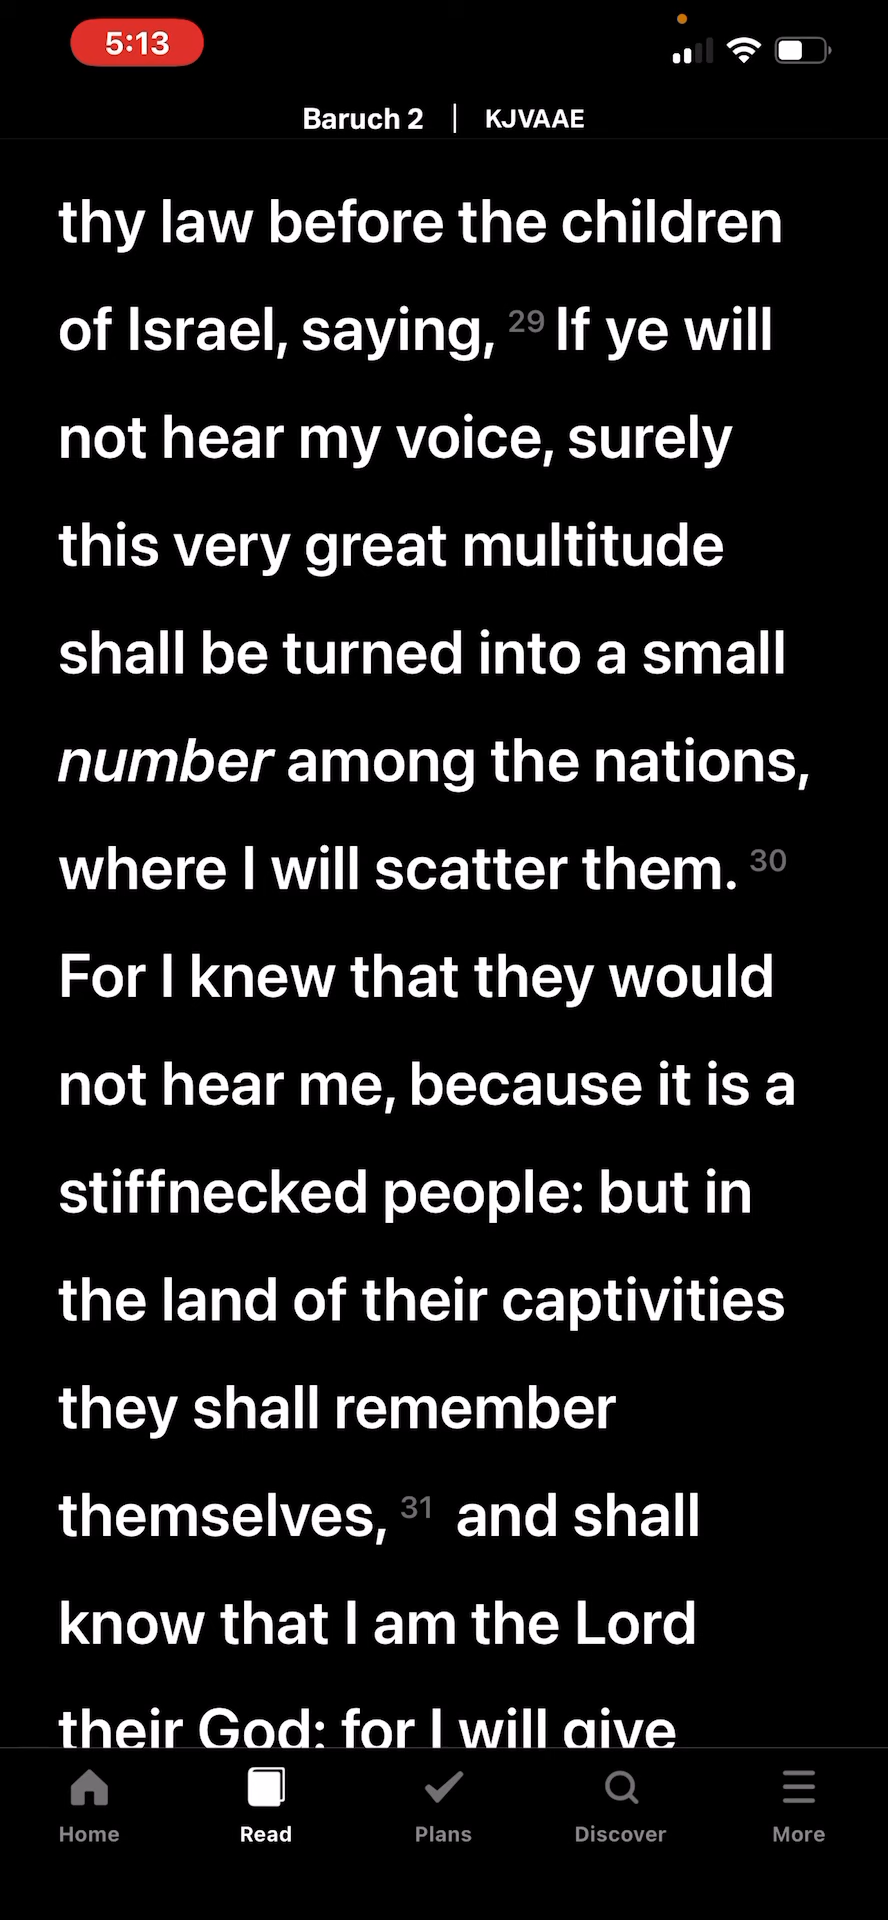 5:13
Baruch 2 | KJVAAE
thy law before the children
of Israel, saying, 29 If ye will
not hear my voice, surely
this very great multitude
shall be turned into a small
number among the nations,
where I will scatter them. 30
For I knew that they would
not hear me, because it is a
stiffnecked people: but in
the land of their captivities
they shall remember
themselves, 31 and shall
know that I am the Lord
their God: for I will give
Home Read Plans Discover More